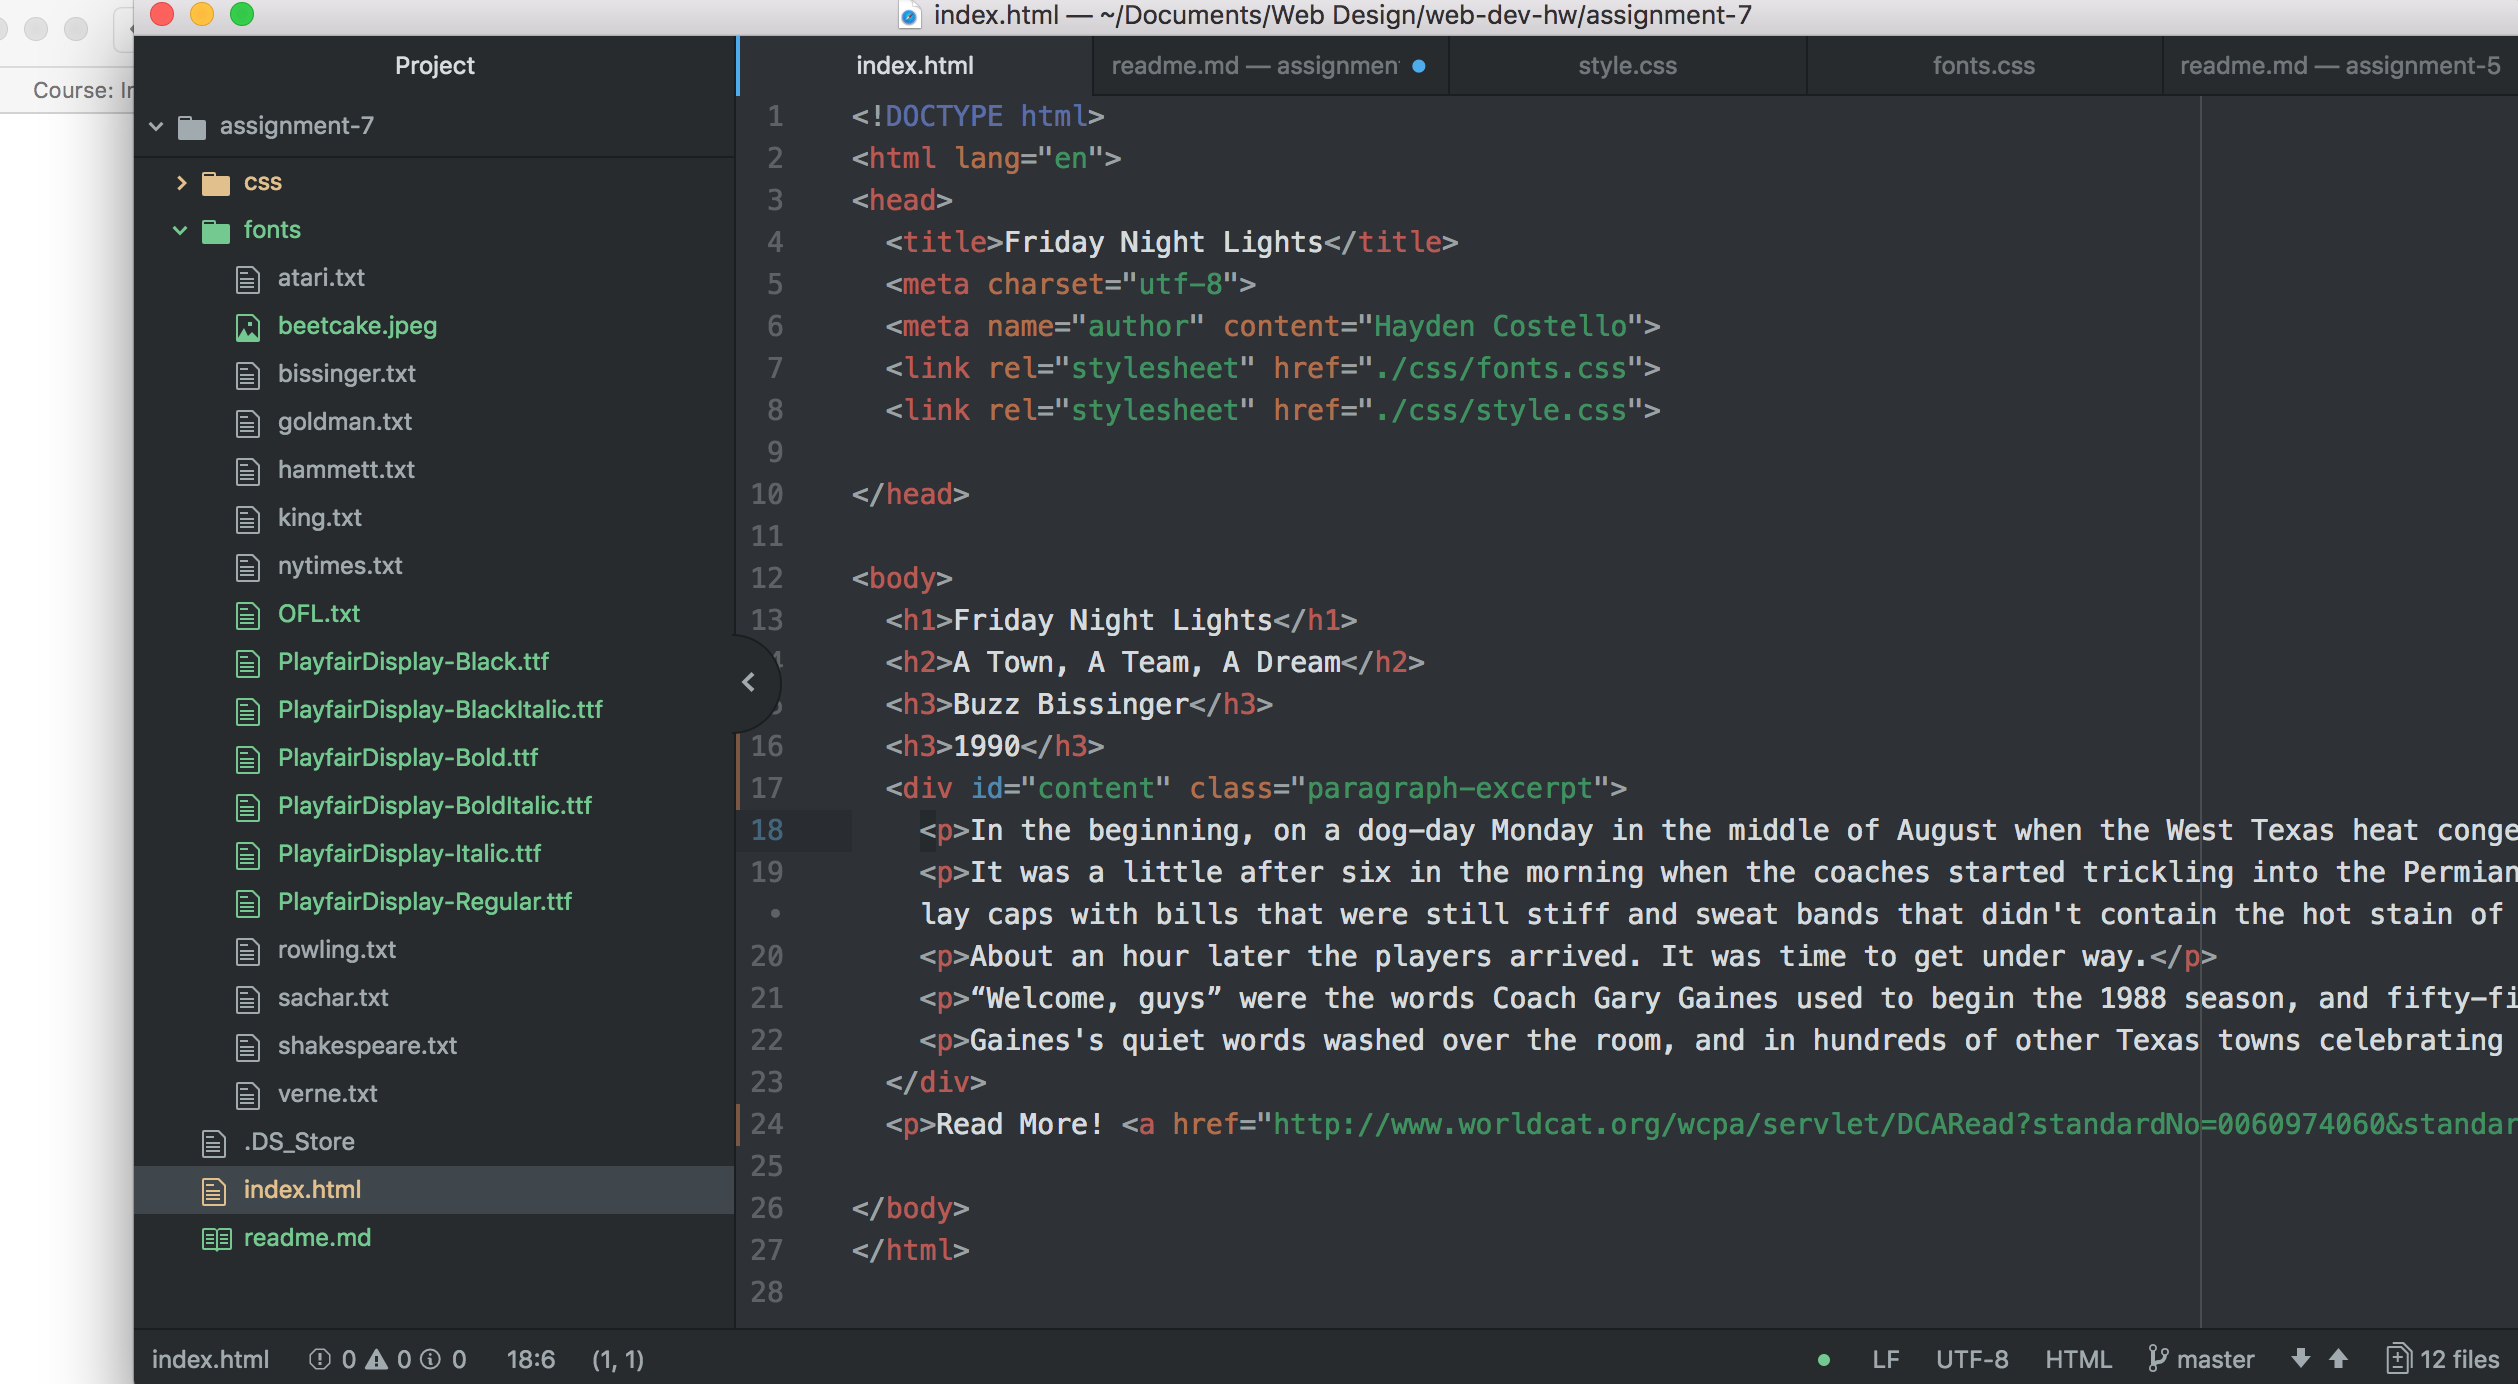 index.html — ~/Documents/Web Design/web-dev-hw/assignment-7
Course: In
Project
index.html
readme.md — assignmen
style.css
fonts.css
readme.md — assignment-5
assignment-7
css
fonts
atari.txt
beetcake.jpeg
bissinger.txt
goldman.txt
hammett.txt
king.txt
nytimes.txt
OFL.txt
PlayfairDisplay-Black.ttf
PlayfairDisplay-BlackItalic.ttf
PlayfairDisplay-Bold.ttf
PlayfairDisplay-BoldItalic.ttf
PlayfairDisplay-Italic.ttf
PlayfairDisplay-Regular.ttf
rowling.txt
sachar.txt
shakespeare.txt
verne.txt
.DS_Store
index.html
readme.md
1 <!DOCTYPE html>
2 <html lang="en">
3 <head>
4 <title>Friday Night Lights</title>
5 <meta charset="utf-8">
6 <meta name="author" content="Hayden Costello">
7 <link rel="stylesheet" href="./css/fonts.css">
8 <link rel="stylesheet" href="./css/style.css">
9
10 </head>
11
12 <body>
13 <h1>Friday Night Lights</h1>
<h2>A Town, A Team, A Dream</h2>
<h3>Buzz Bissinger</h3>
16 <h3>1990</h3>
17 <div id="content" class="paragraph-excerpt">
18 <p>In the beginning, on a dog-day Monday in the middle of August when the West Texas heat conge
19 <p>It was a little after six in the morning when the coaches started trickling into the Permian
• lay caps with bills that were still stiff and sweat bands that didn't contain the hot stain of
20 <p>About an hour later the players arrived. It was time to get under way.</p>
21 <p>“Welcome, guys” were the words Coach Gary Gaines used to begin the 1988 season, and fifty-fi
22 <p>Gaines's quiet words washed over the room, and in hundreds of other Texas towns celebrating
23 </div>
24 <p>Read More! <a href="http://www.worldcat.org/wcpa/servlet/DCARead?standardNo=0060974060&standar
25
26 </body>
27 </html>
28
index.html 0 0 0 18:6 (1, 1) LF UTF-8 HTML master 12 files